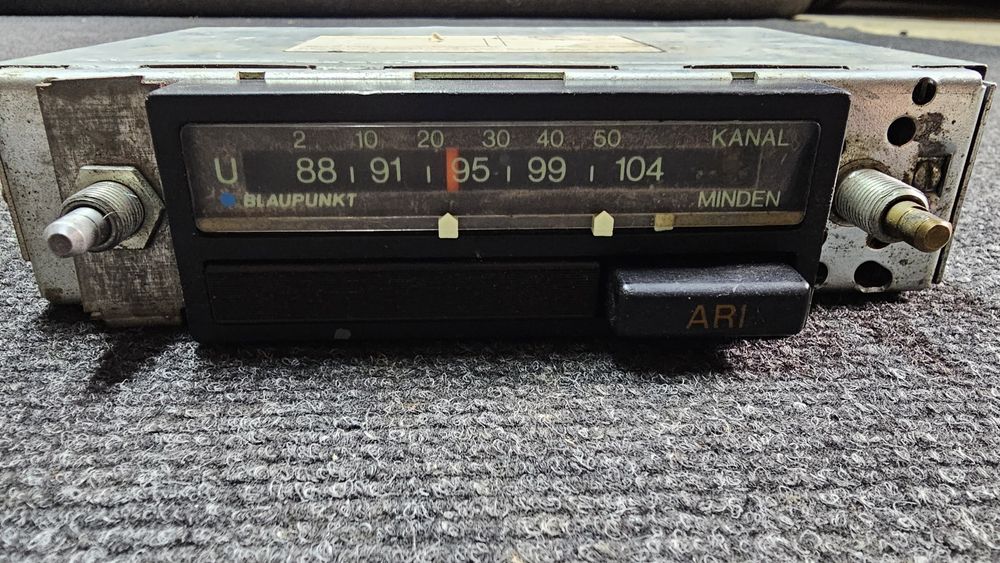 2 10 20 30 40 50 KANAL
U 88 91 95 99 104
BLAUPUNKT MINDEN
ARI